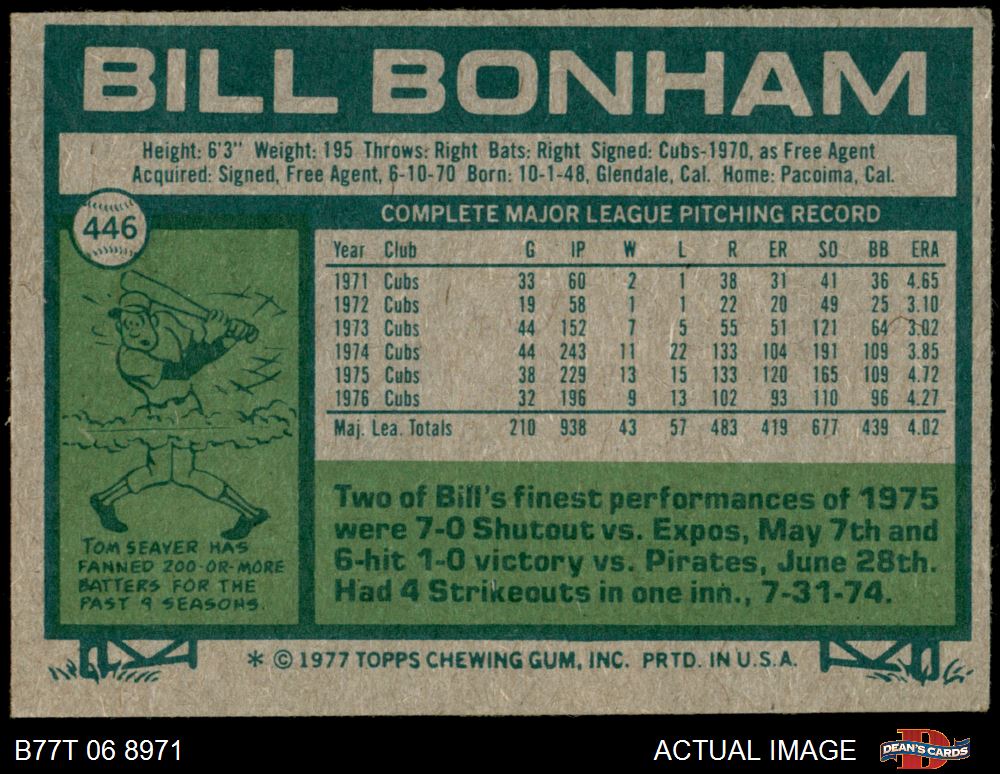 BILL BONHAM
Height: 6'3" Weight: 195 Throws: Right Bats: Right Signed: Cubs-1970, as Free Agent
Acquired: Signed, Free Agent, 6-10-70 Born: 10-1-48, Glendale, Cal. Home: Pacoima, Cal.
446
COMPLETE MAJOR LEAGUE PITCHING RECORD
Year Club G IP W L R ER SO BB ERA
1971 Cubs 33 60 2 1 38 31 41 36 4.65
1972 Cubs 19 58 1 1 22 20 49 25 3.10
1973 Cubs 44 152 7 5 55 51 121 64 3.02
1974 Cubs 44 243 11 22 133 104 191 109 3.85
1975 Cubs 38 229 13 15 133 120 165 109 4.72
1976 Cubs 32 196 9 13 102 93 110 96 4.27
Maj. Lea. Totals 210 938 43 57 483 419 677 439 4.02
TOM SEAVER HAS
FANNED 200-OR-MORE
BATTERS FOR THE
PAST 9 SEASONS.
Two of Bill's finest performances of 1975
were 7-0 Shutout vs. Expos, May 7th and
6-hit 1-0 victory vs. Pirates, June 28th.
Had 4 Strikeouts in one inn., 7-31-74.
* © 1977 TOPPS CHEWING GUM, INC. PRTD. IN U.S.A.
B77T 06 8971
ACTUAL IMAGE
DEAN'S CARDS